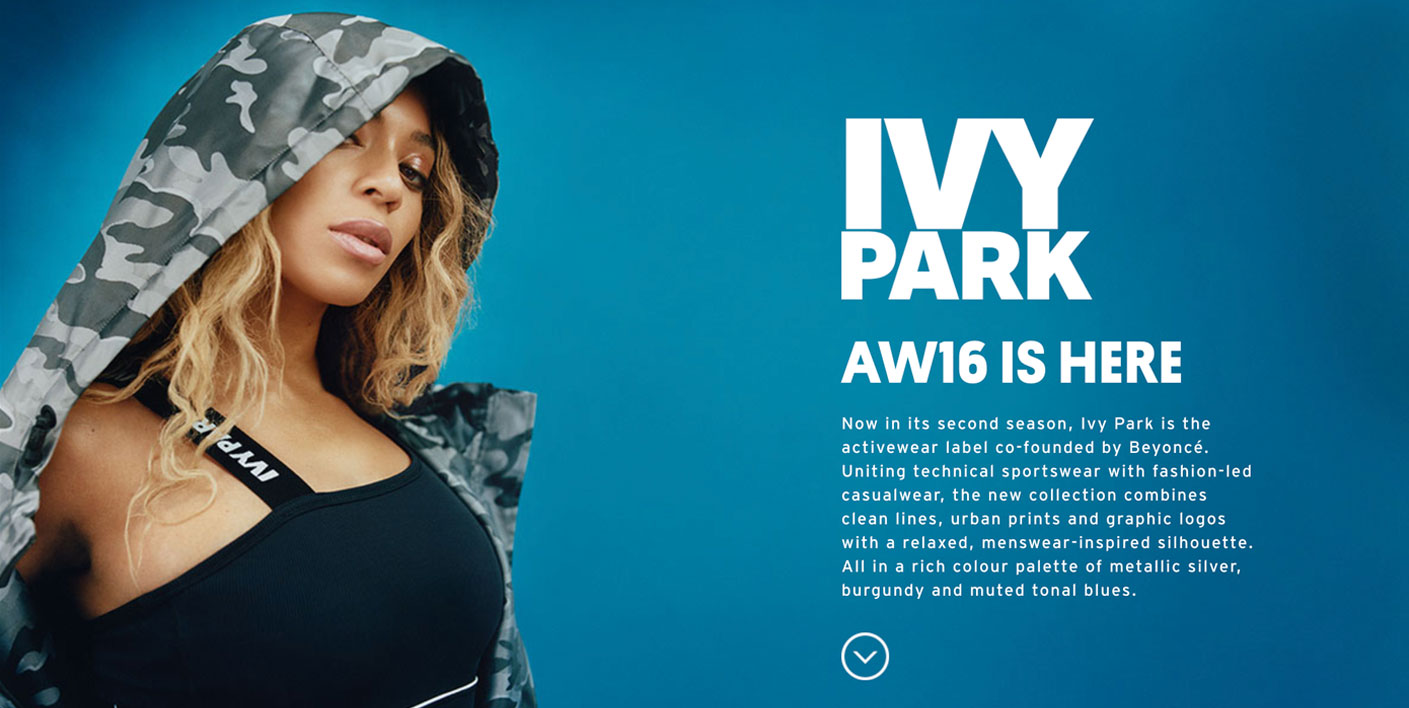 IVY
PARK
AW16 IS HERE
Now in its second season, Ivy Park is the
activewear label co-founded by Beyoncé.
Uniting technical sportswear with fashion-led
casualwear, the new collection combines
clean lines, urban prints and graphic logos
with a relaxed, menswear-inspired silhouette.
All in a rich colour palette of metallic silver,
burgundy and muted tonal blues.
IVY PAR